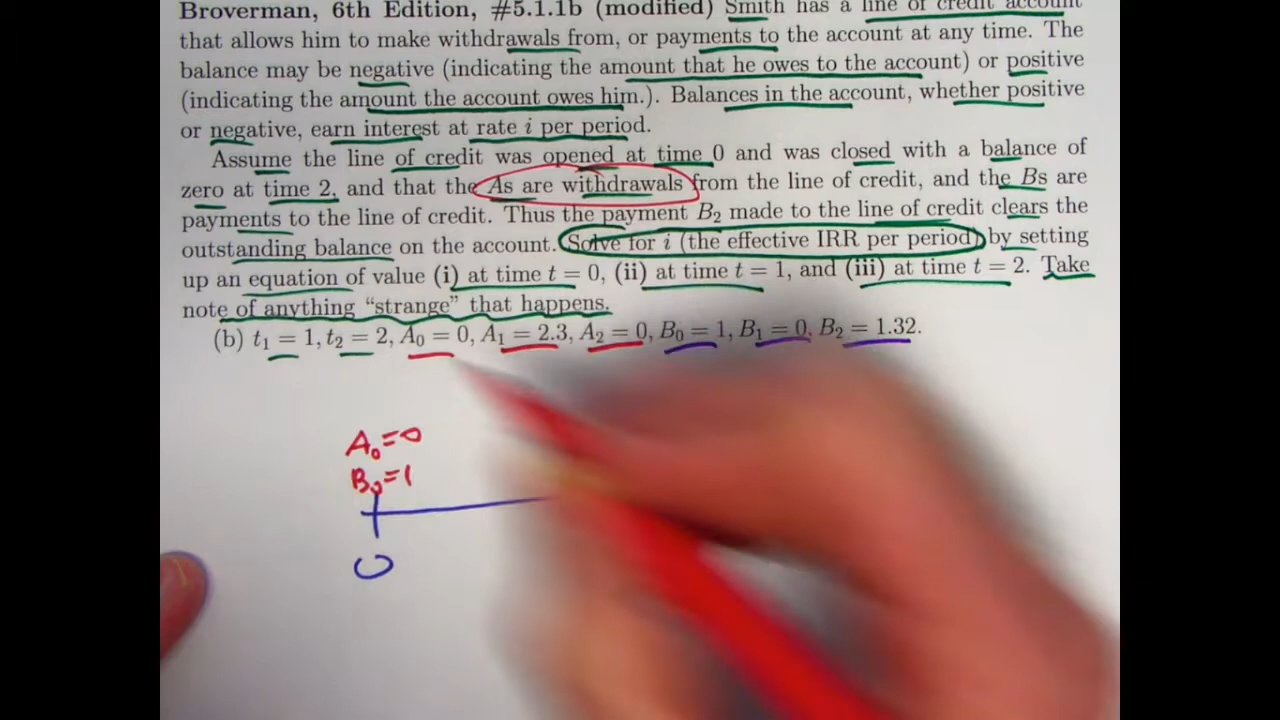 Broverman, 6th Edition, #5.1.1b (modified) Smith has a line of credit account
that allows him to make withdrawals from, or payments to the account at any time. The
balance may be negative (indicating the amount that he owes to the account) or positive
(indicating the amount the account owes him.). Balances in the account, whether positive
or negative, earn interest at rate i per period.
Assume the line of credit was opened at time 0 and was closed with a balance of
zero at time 2, and that the As are withdrawals from the line of credit, and the Bs are
payments to the line of credit. Thus the payment B₂ made to the line of credit clears the
outstanding balance on the account. Solve for i (the effective IRR per period) by setting
up an equation of value (i) at time t = 0, (ii) at time t = 1, and (iii) at time t = 2. Take
note of anything “strange” that happens.
(b) t₁ = 1, t₂ = 2, A₀ = 0, A₁ = 2.3, A₂ = 0, B₀ = 1, B₁ = 0, B₂ = 1.32.
A₀=0
B₀=1
0